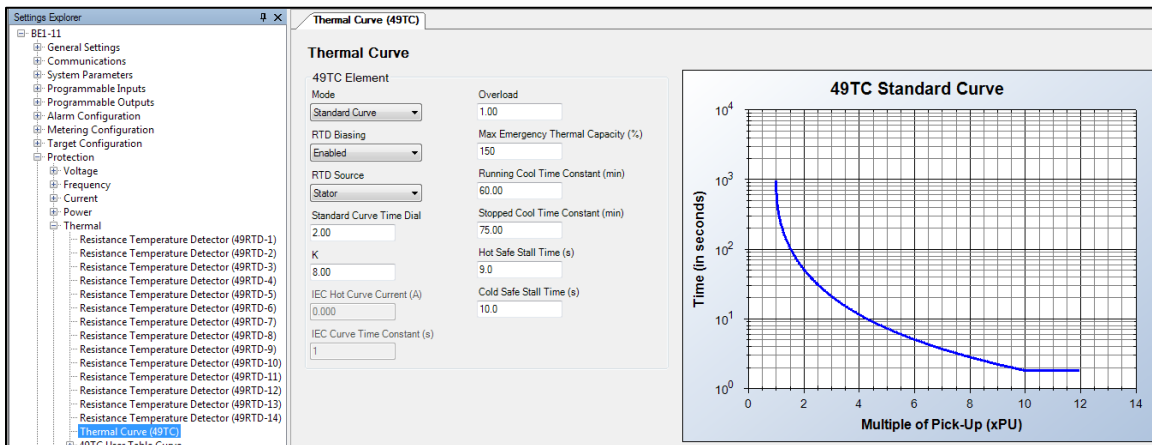 Settings Explorer
BE1-11
General Settings
Communications
System Parameters
Programmable Inputs
Programmable Outputs
Alarm Configuration
Metering Configuration
Target Configuration
Protection
Voltage
Frequency
Current
Power
Thermal
Resistance Temperature Detector (49RTD-1)
Resistance Temperature Detector (49RTD-2)
Resistance Temperature Detector (49RTD-3)
Resistance Temperature Detector (49RTD-4)
Resistance Temperature Detector (49RTD-5)
Resistance Temperature Detector (49RTD-6)
Resistance Temperature Detector (49RTD-7)
Resistance Temperature Detector (49RTD-8)
Resistance Temperature Detector (49RTD-9)
Resistance Temperature Detector (49RTD-10)
Resistance Temperature Detector (49RTD-11)
Resistance Temperature Detector (49RTD-12)
Resistance Temperature Detector (49RTD-13)
Resistance Temperature Detector (49RTD-14)
Thermal Curve (49TC)
49TC User Table Curve
Thermal Curve (49TC)
Thermal Curve
49TC Element
Mode
Standard Curve
RTD Biasing
Enabled
RTD Source
Stator
Standard Curve Time Dial
2.00
K
8.00
IEC Hot Curve Current (A)
0.000
IEC Curve Time Constant (s)
1
Overload
1.00
Max Emergency Thermal Capacity (%)
150
Running Cool Time Constant (min)
60.00
Stopped Cool Time Constant (min)
75.00
Hot Safe Stall Time (s)
9.0
Cold Safe Stall Time (s)
10.0
49TC Standard Curve
Time (in seconds)
10⁴
10³
10²
10¹
10⁰
0 2 4 6 8 10 12 14
Multiple of Pick-Up (xPU)